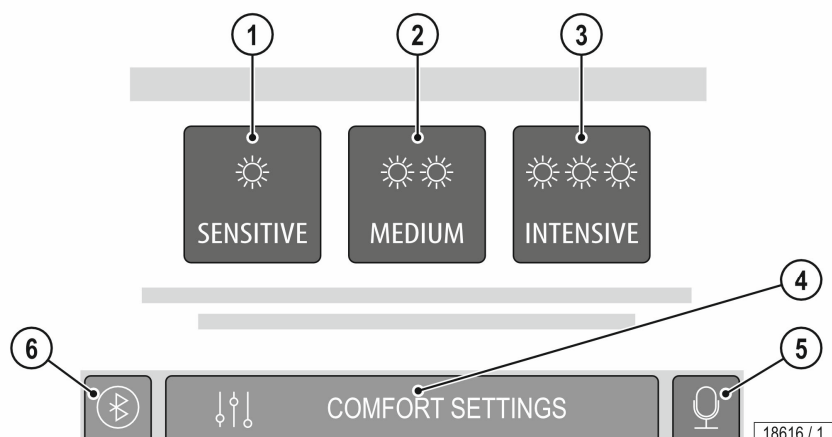 1 2 3
SENSITIVE MEDIUM INTENSIVE
4
6 5
COMFORT SETTINGS
18616 / 1